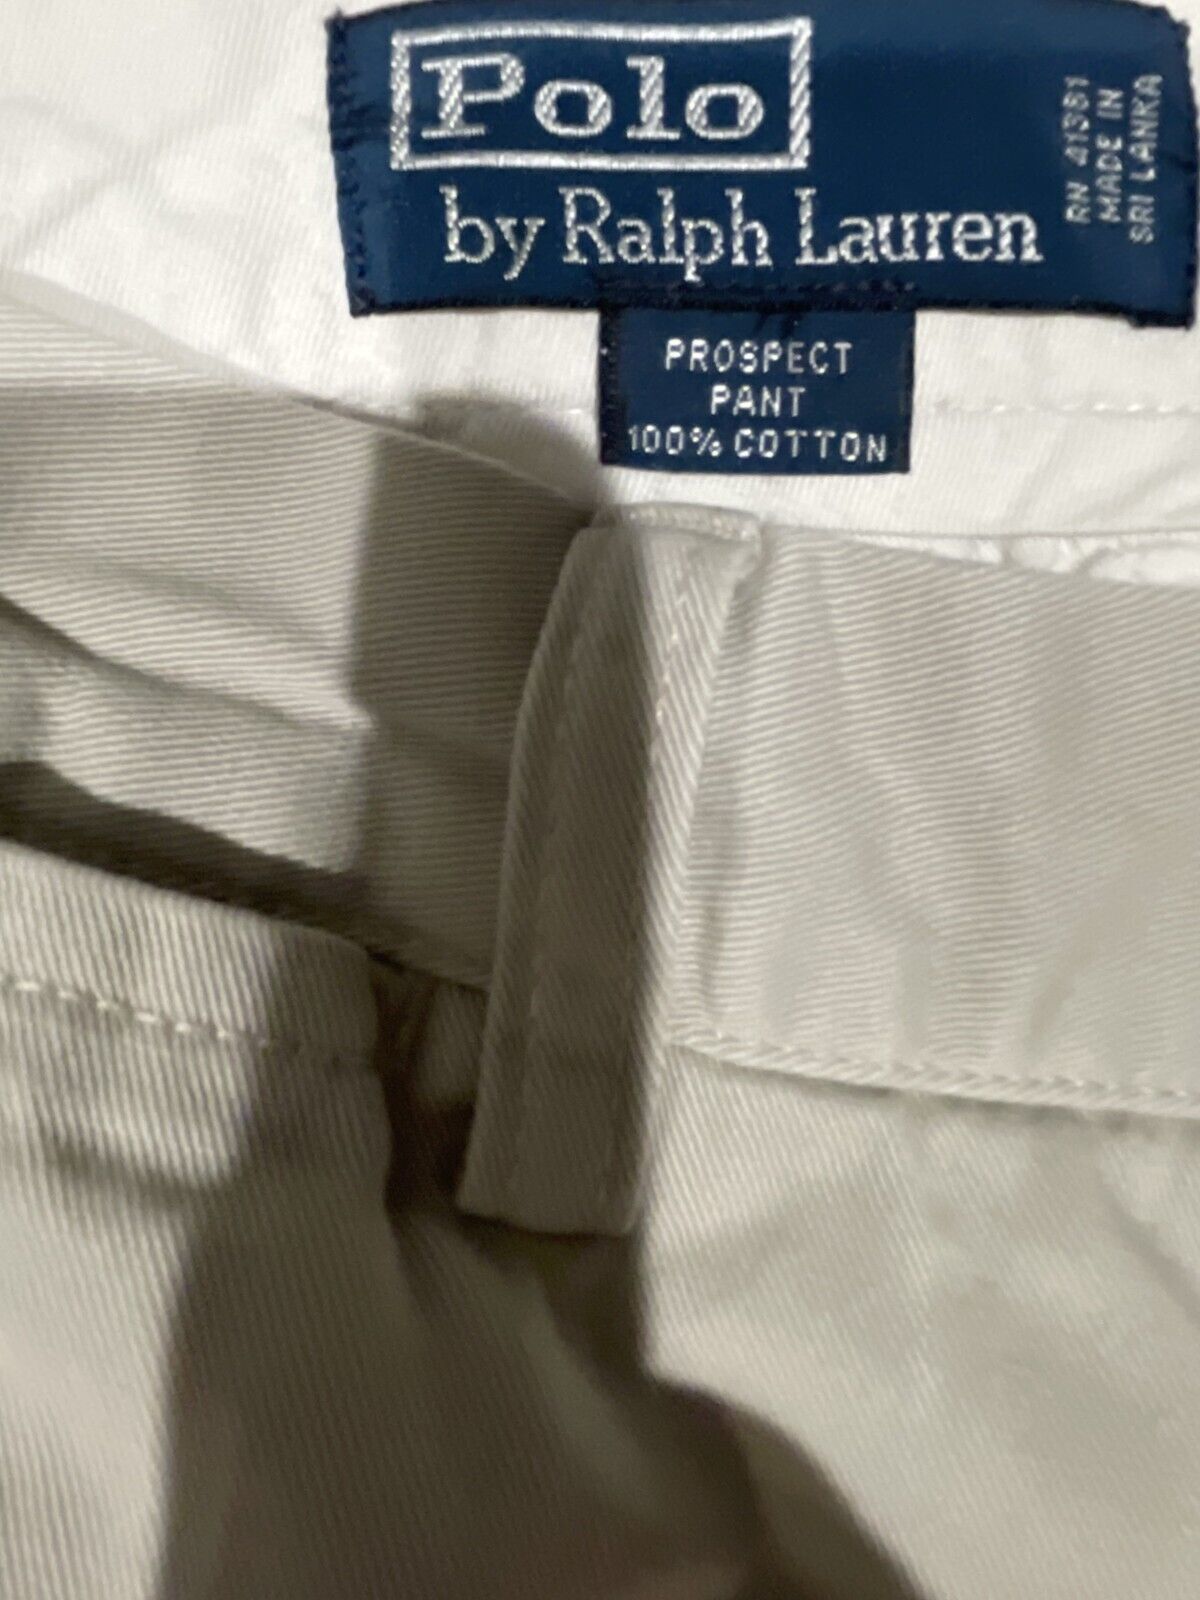 Polo
by Ralph Lauren
RN 41381
MADE IN
SRI LANKA
PROSPECT
PANT
100% COTTON